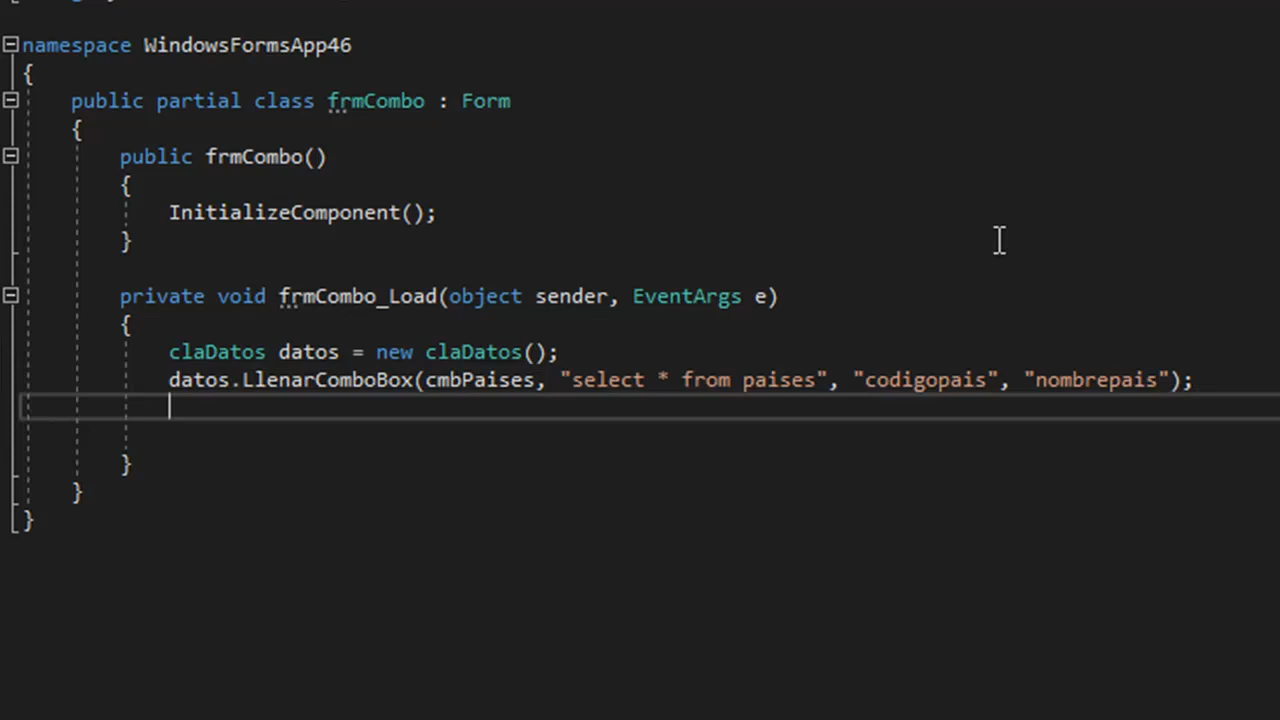 namespace WindowsFormsApp46
{
public partial class frmCombo : Form
{
public frmCombo()
{
InitializeComponent();
}
private void frmCombo_Load(object sender, EventArgs e)
{
claDatos datos = new claDatos();
datos.LlenarComboBox(cmbPaises, "select * from paises", "codigopais", "nombrepais");
}
}
}